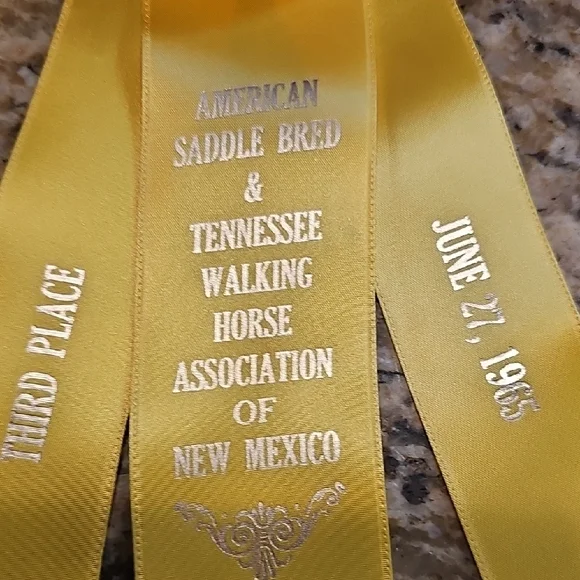 THIRD PLACE
AMERICAN
SADDLE BRED
&
TENNESSEE
WALKING
HORSE
ASSOCIATION
OF
NEW MEXICO
JUNE 27, 1965